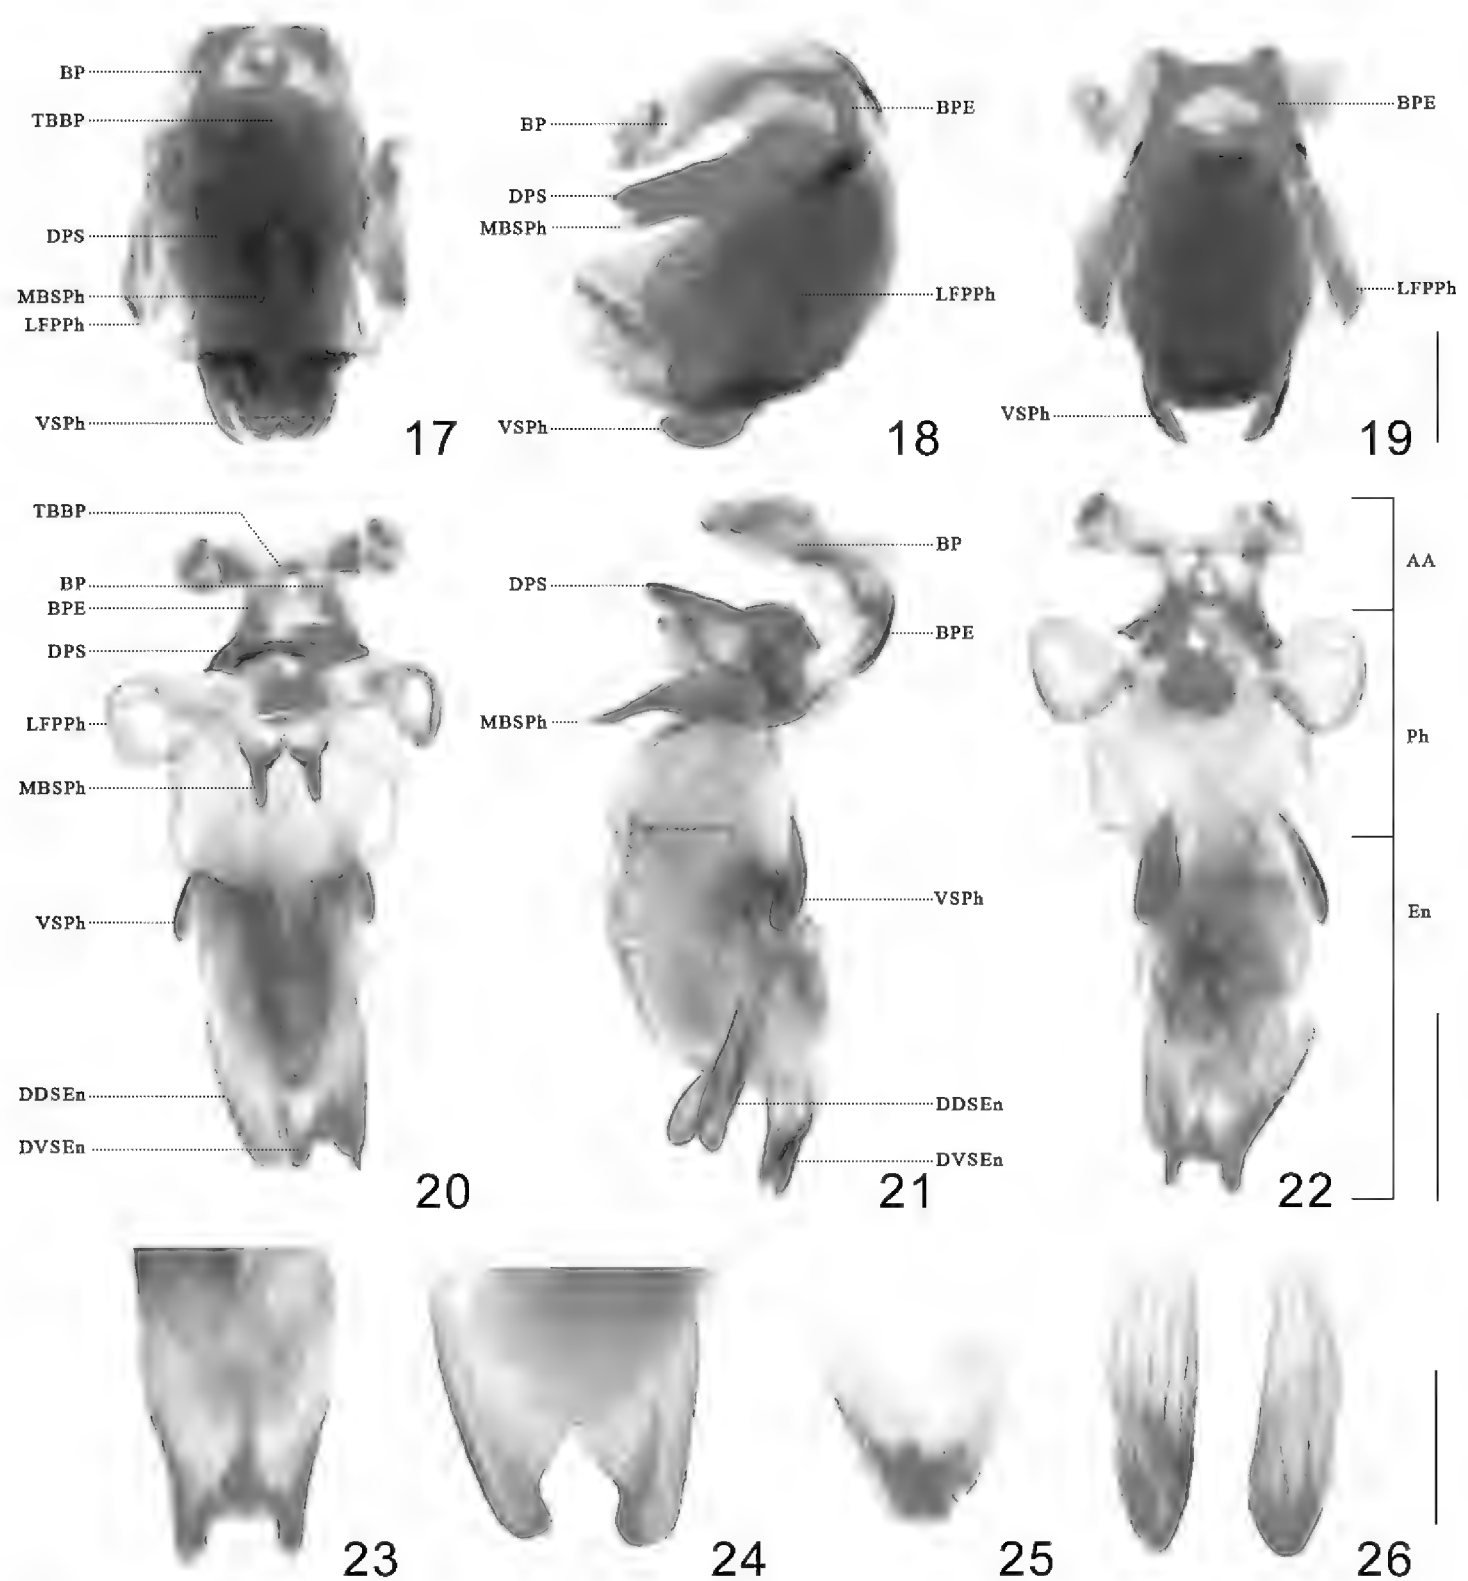 BP
TBBP
DPS
MBSPh
LFPPh
VSPh
17
BP
DPS
MBSPh
VSPh
BPE
LFPPh
18
BPE
LFPPh
VSPh
19
TBBP
BP
BPE
DPS
LFPPh
MBSPh
VSPh
DDSEn
DVSEn
20
DPS
MBSPh
BP
BPE
VSPh
DDSEn
DVSEn
21
AA
Ph
En
22
23
24
25
26